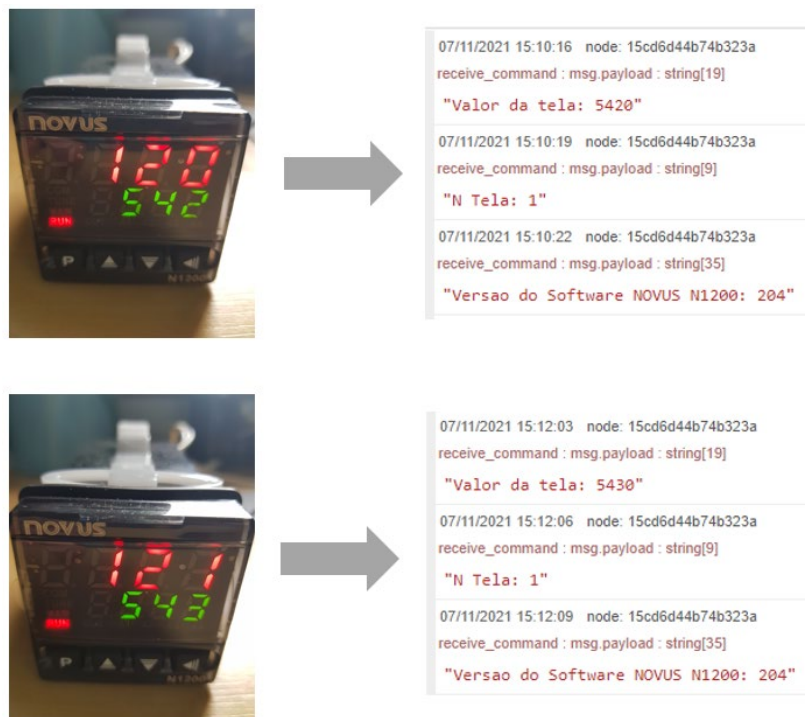 novus
120
542
RUN
P
N1200
07/11/2021 15:10:16 node: 15cd6d44b74b323a
receive_command : msg.payload : string[19]
"Valor da tela: 5420"
07/11/2021 15:10:19 node: 15cd6d44b74b323a
receive_command : msg.payload : string[9]
"N Tela: 1"
07/11/2021 15:10:22 node: 15cd6d44b74b323a
receive_command : msg.payload : string[35]
"Versao do Software NOVUS N1200: 204"
novus
121
543
RUN
P
N1200
07/11/2021 15:12:03 node: 15cd6d44b74b323a
receive_command : msg.payload : string[19]
"Valor da tela: 5430"
07/11/2021 15:12:06 node: 15cd6d44b74b323a
receive_command : msg.payload : string[9]
"N Tela: 1"
07/11/2021 15:12:09 node: 15cd6d44b74b323a
receive_command : msg.payload : string[35]
"Versao do Software NOVUS N1200: 204"